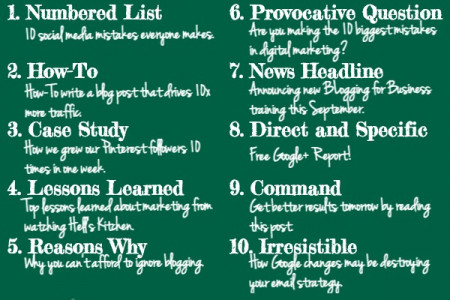 1. Numbered List
10 social media mistakes everyone makes.
2. How-To
How-To write a blog post that drives 10x
more traffic.
3. Case Study
How we grew our Pinterest followers 10
times in one week.
4. Lessons Learned
Top lessons learned about marketing from
watching Hell's Kitchen.
5. Reasons Why
Why you can't afford to ignore blogging.
6. Provocative Question
Are you making the 10 biggest mistakes
in digital marketing?
7. News Headline
Announcing new Blogging for Business
training this September.
8. Direct and Specific
Free Google+ Report!
9. Command
Get better results tomorrow by reading
this post.
10. Irresistible
How Google changes may be destroying
your email strategy.